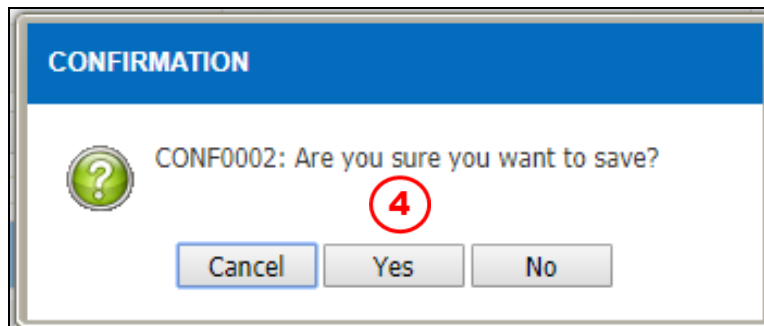 CONFIRMATION
CONF0002: Are you sure you want to save?
4
Cancel Yes No